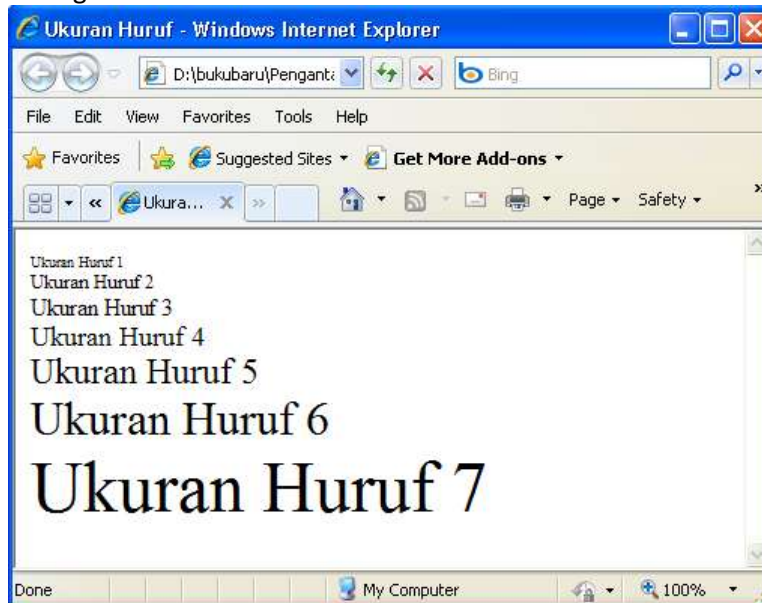 Ukuran Huruf - Windows Internet Explorer
D:\bukubaru\Penganta Bing
File Edit View Favorites Tools Help
Favorites Suggested Sites Get More Add-ons
Ukura... Page Safety
Ukuran Huruf 1
Ukuran Huruf 2
Ukuran Huruf 3
Ukuran Huruf 4
Ukuran Huruf 5
Ukuran Huruf 6
Ukuran Huruf 7
Done My Computer 100%